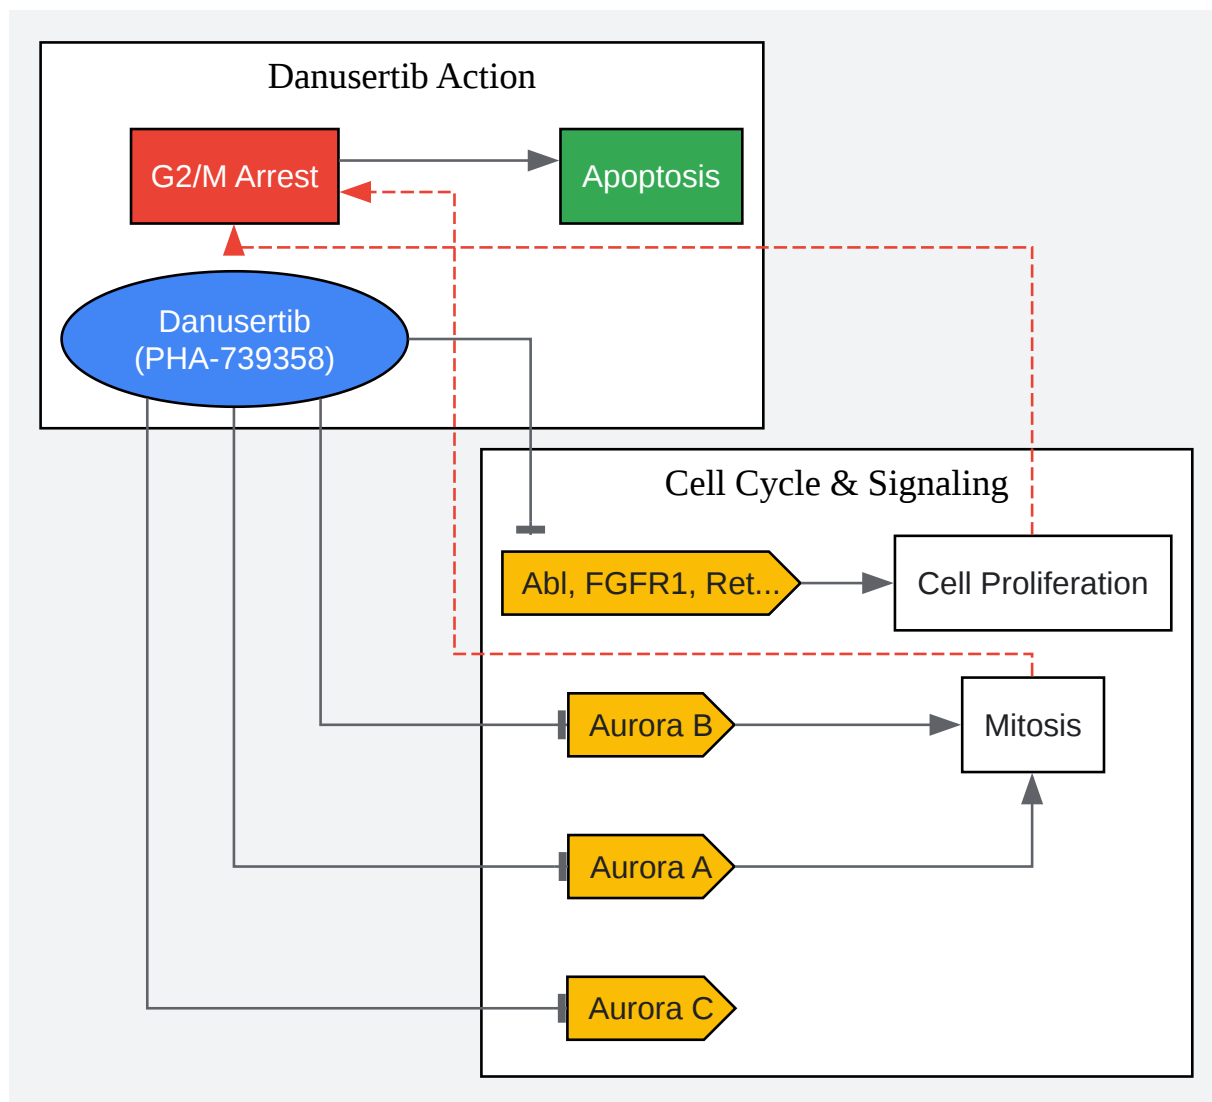 Danusertib Action
G2/M Arrest
Apoptosis
Danusertib
(PHA-739358)
Cell Cycle & Signaling
Abl, FGFR1, Ret...
Cell Proliferation
Aurora B
Mitosis
Aurora A
Aurora C